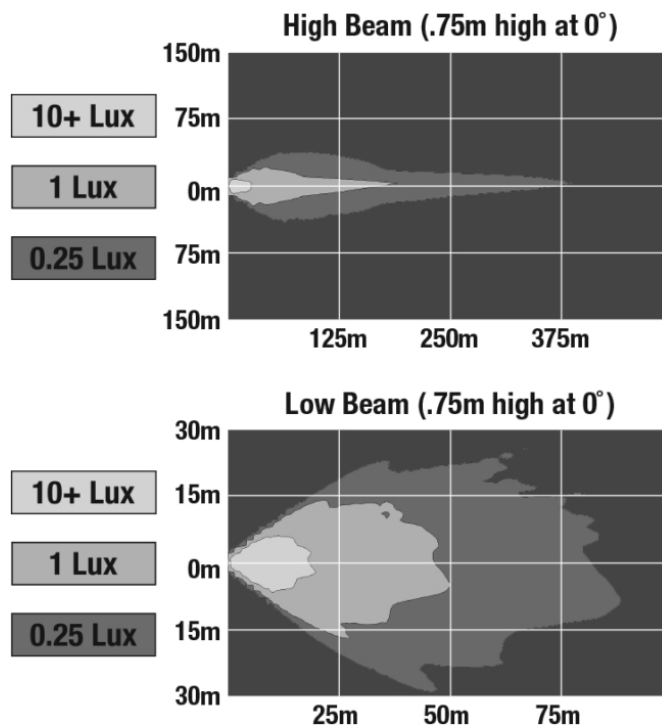 High Beam (.75m high at 0˚)
150m
10+ Lux
75m
1 Lux
0m
0.25 Lux
75m
150m
125m 250m 375m
Low Beam (.75m high at 0˚)
30m
10+ Lux
15m
1 Lux
0m
0.25 Lux
15m
30m
25m 50m 75m